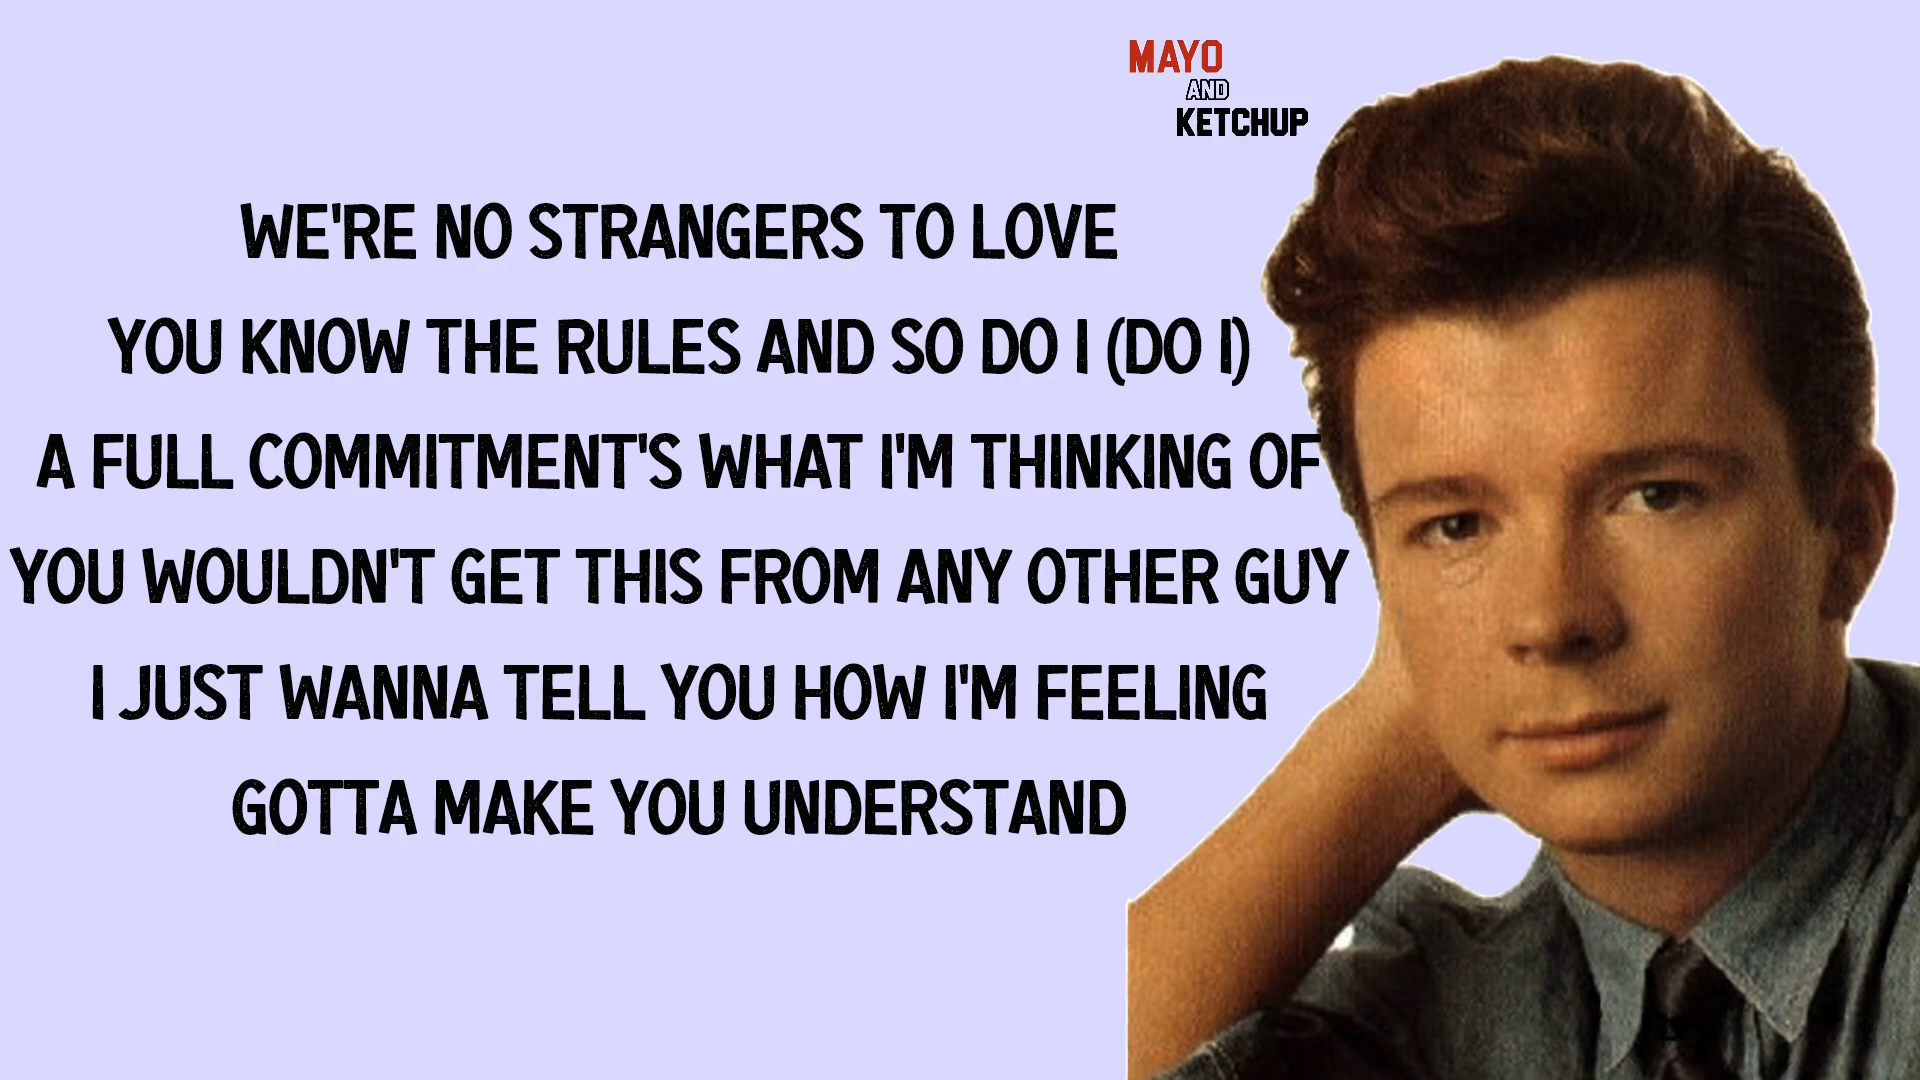 MAYO
AND
KETCHUP
WE'RE NO STRANGERS TO LOVE
YOU KNOW THE RULES AND SO DO I (DO I)
A FULL COMMITMENT'S WHAT I'M THINKING OF
YOU WOULDN'T GET THIS FROM ANY OTHER GUY
I JUST WANNA TELL YOU HOW I'M FEELING
GOTTA MAKE YOU UNDERSTAND